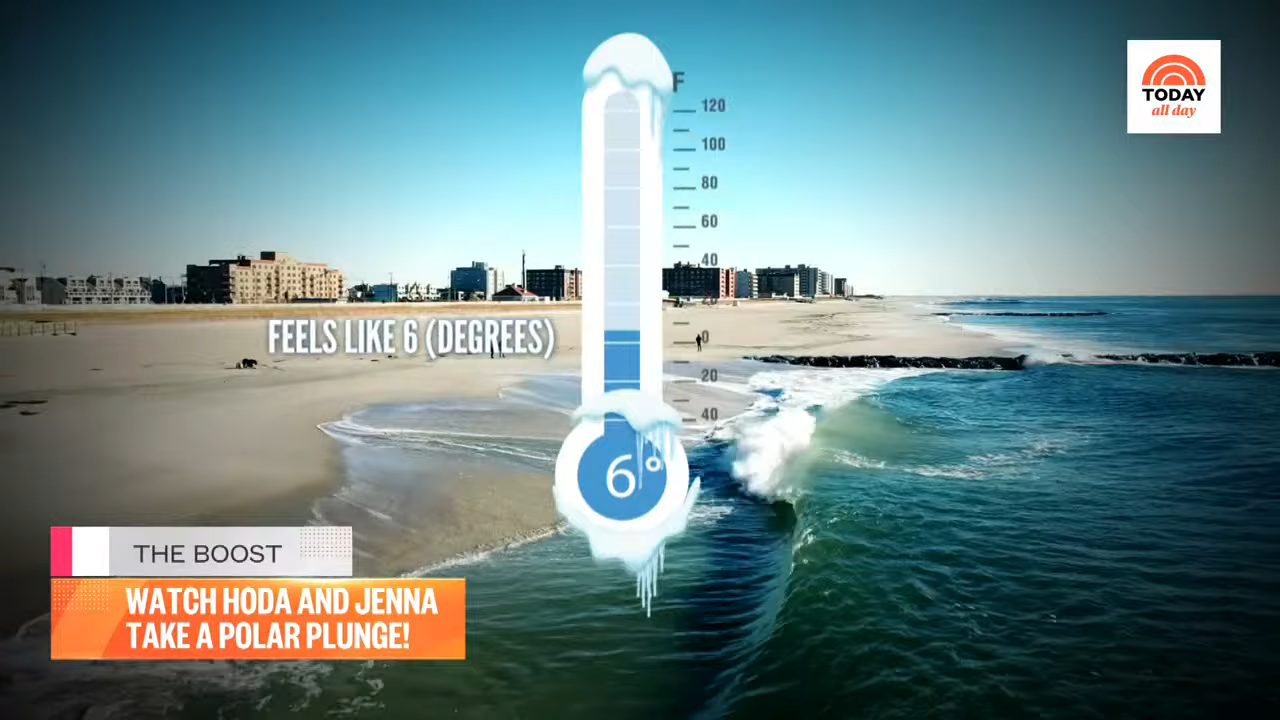 F
120
100
80
60
40
0
20
40
FEELS LIKE 6 (DEGREES)
6°
TODAY
all day
THE BOOST
WATCH HODA AND JENNA
TAKE A POLAR PLUNGE!